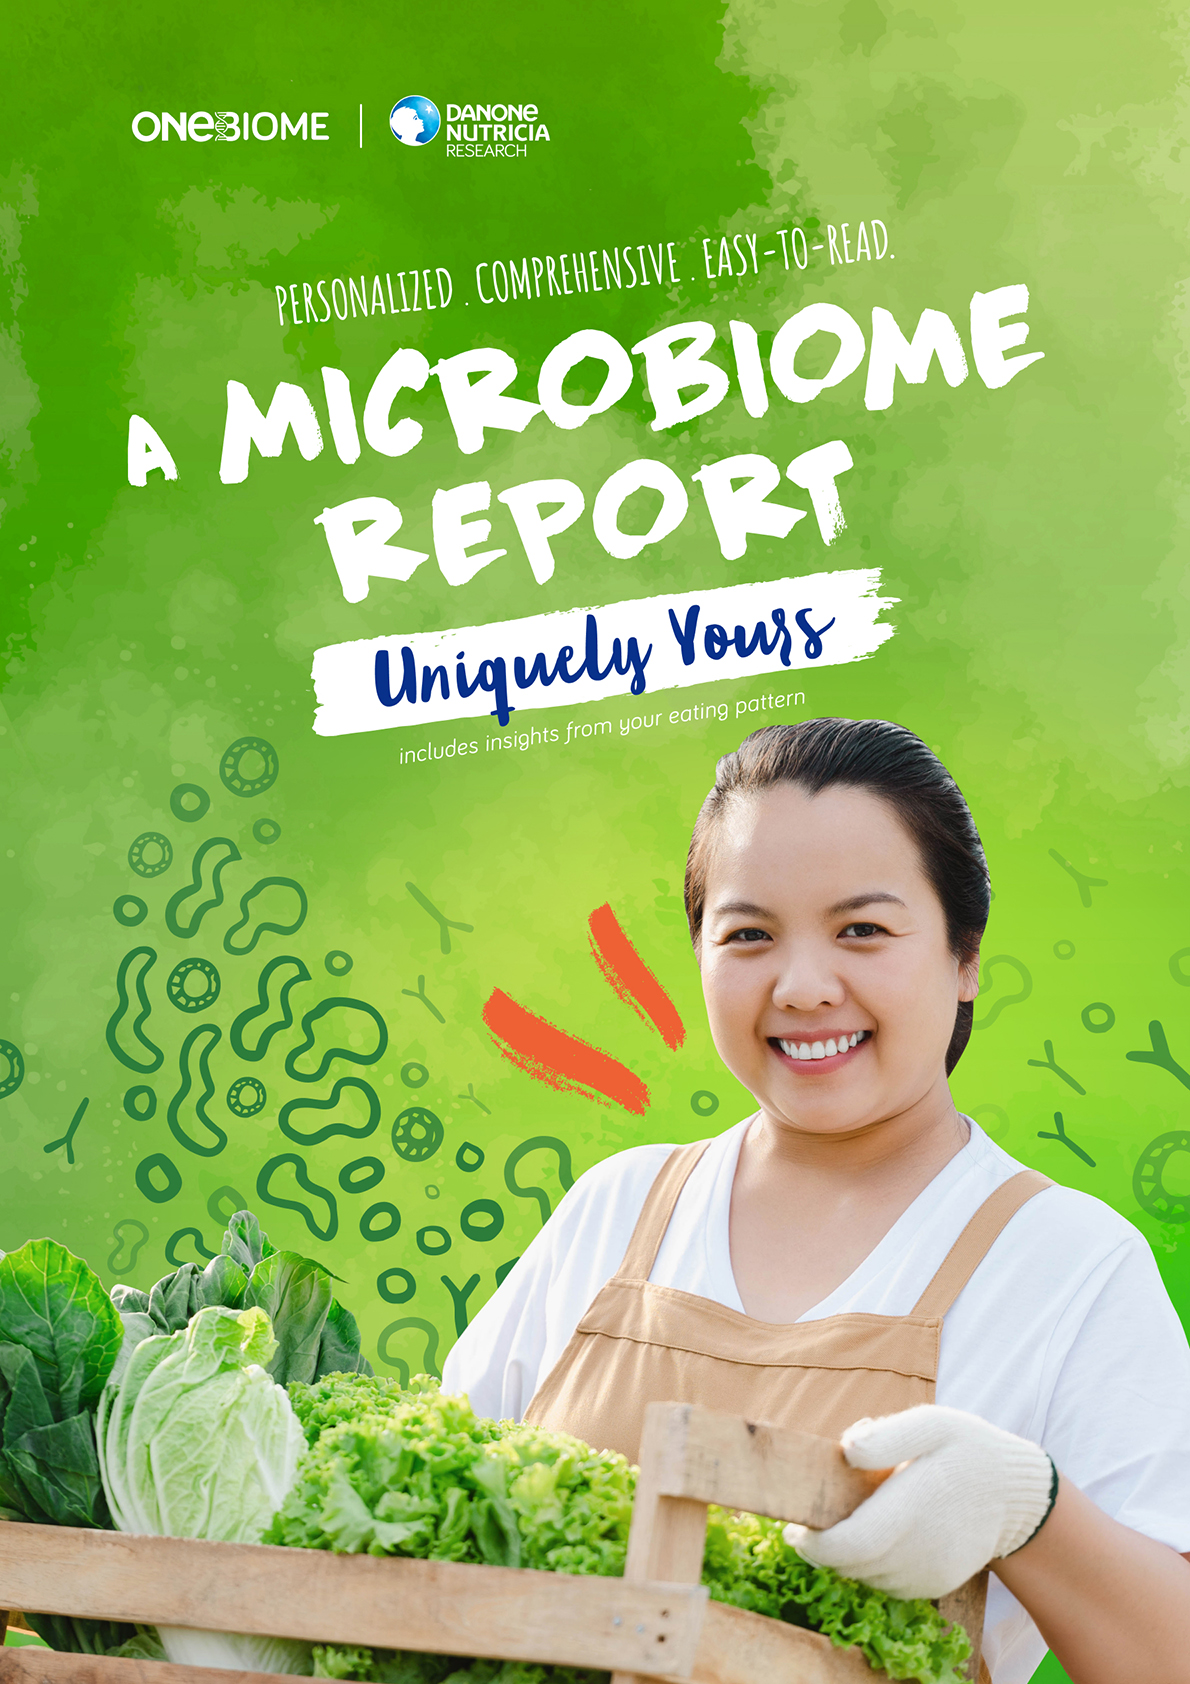 ONEBIOME
DANONE
NUTRICIA
RESEARCH
PERSONALIZED . COMPREHENSIVE . EASY-TO-READ.
A MICROBIOME
REPORT
Uniquely Yours
includes insights from your eating pattern